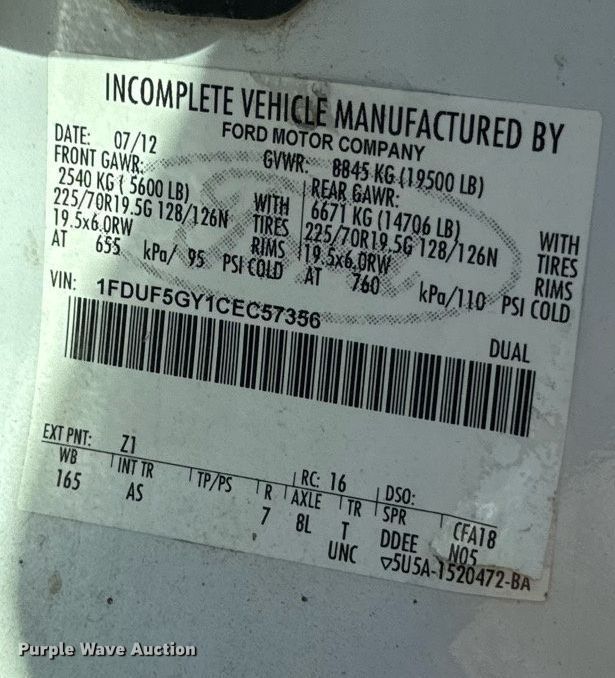 INCOMPLETE VEHICLE MANUFACTURED BY
FORD MOTOR COMPANY
DATE: 07/12 GVWR: 8845 KG (19500 LB)
FRONT GAWR: REAR GAWR:
2540 KG ( 5600 LB) WITH 6671 KG (14706 LB) WITH
225/70R19.5G 128/126N TIRES 225/70R19.5G 128/126N TIRES
19.5x6.0RW RIMS 19.5x6.0RW RIMS
AT 655 kPa/ 95 PSI COLD AT 760 kPa/110 PSI COLD
VIN: 1FDUF5GY1CEC57356
DUAL
EXT PNT: Z1 RC: 16 DSO:
WB INT TR TP/PS R AXLE TR SPR CFA18
165 AS 7 8L T DDEE N05
UNC ▽5U5A-1520472-BA
Purple Wave Auction